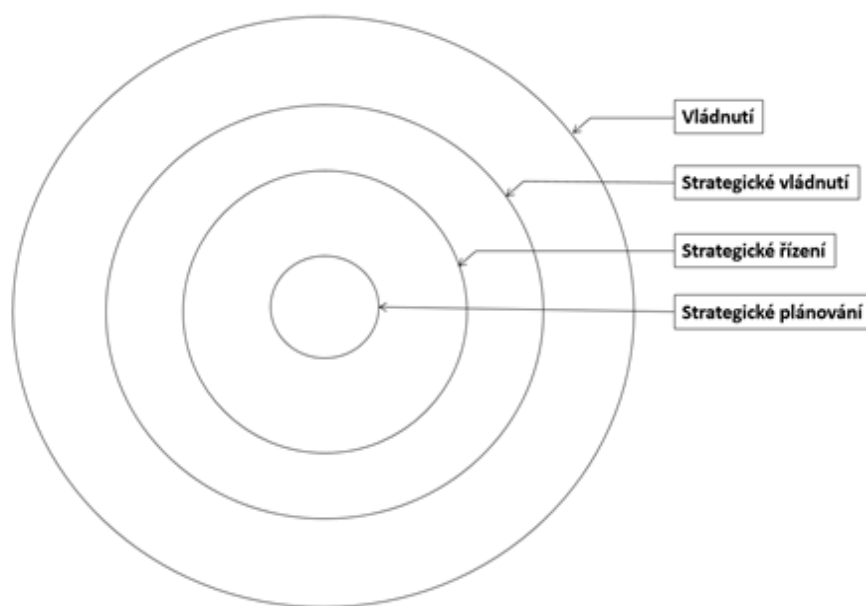 Vládnutí
Strategické vládnutí
Strategické řízení
Strategické plánování